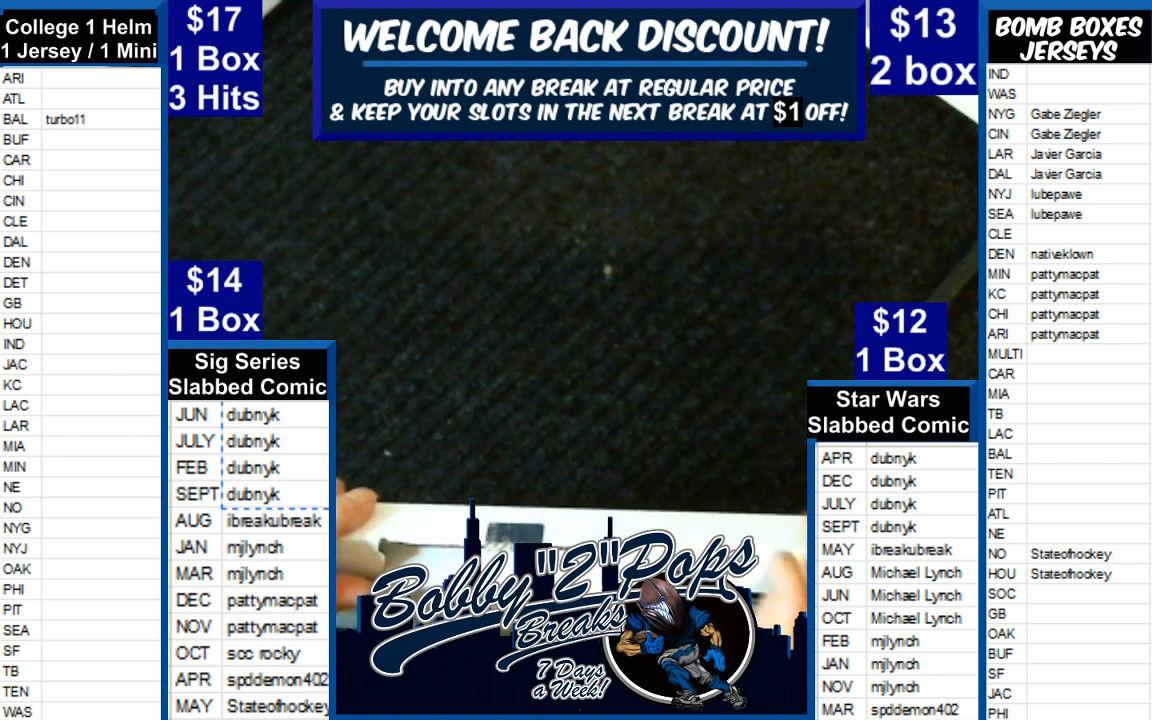 College 1 Helm
1 Jersey / 1 Mini
ARI
ATL
BAL turbo11
BUF
CAR
CHI
CIN
CLE
DAL
DEN
DET
GB
HOU
IND
JAC
KC
LAC
LAR
MIA
MIN
NE
NO
NYG
NYJ
OAK
PHI
PIT
SEA
SF
TB
TEN
WAS
$17
1 Box
3 Hits
$14
1 Box
Sig Series
Slabbed Comic
JUN dubnyk
JULY dubnyk
FEB dubnyk
SEPT dubnyk
AUG ibreakubreak
JAN mjlynch
MAR mjlynch
DEC pattymacpat
NOV pattymacpat
OCT soc rocky
APR spddemon402
MAY Stateofhockey
WELCOME BACK DISCOUNT!
BUY INTO ANY BREAK AT REGULAR PRICE
& KEEP YOUR SLOTS IN THE NEXT BREAK AT $1 OFF!
Bobby "2" Pops
Breaks
7 Days
a Week!
$13
2 box
$12
1 Box
Star Wars
Slabbed Comic
APR dubnyk
DEC dubnyk
JULY dubnyk
SEPT dubnyk
MAY ibreakubreak
AUG Michael Lynch
JUN Michael Lynch
OCT Michael Lynch
FEB mjlynch
JAN mjlynch
NOV mjlynch
MAR spddemon402
BOMB BOXES
JERSEYS
IND
WAS
NYG Gabe Ziegler
CIN Gabe Ziegler
LAR Javier Garcia
DAL Javier Garcia
NYJ lubepawe
SEA lubepawe
CLE
DEN nativeklown
MIN pattymacpat
KC pattymacpat
CHI pattymacpat
ARI pattymacpat
MULTI
CAR
MIA
TB
LAC
BAL
TEN
PIT
ATL
NE
NO Stateofhockey
HOU Stateofhockey
SOC
GB
OAK
BUF
SF
JAC
PHI